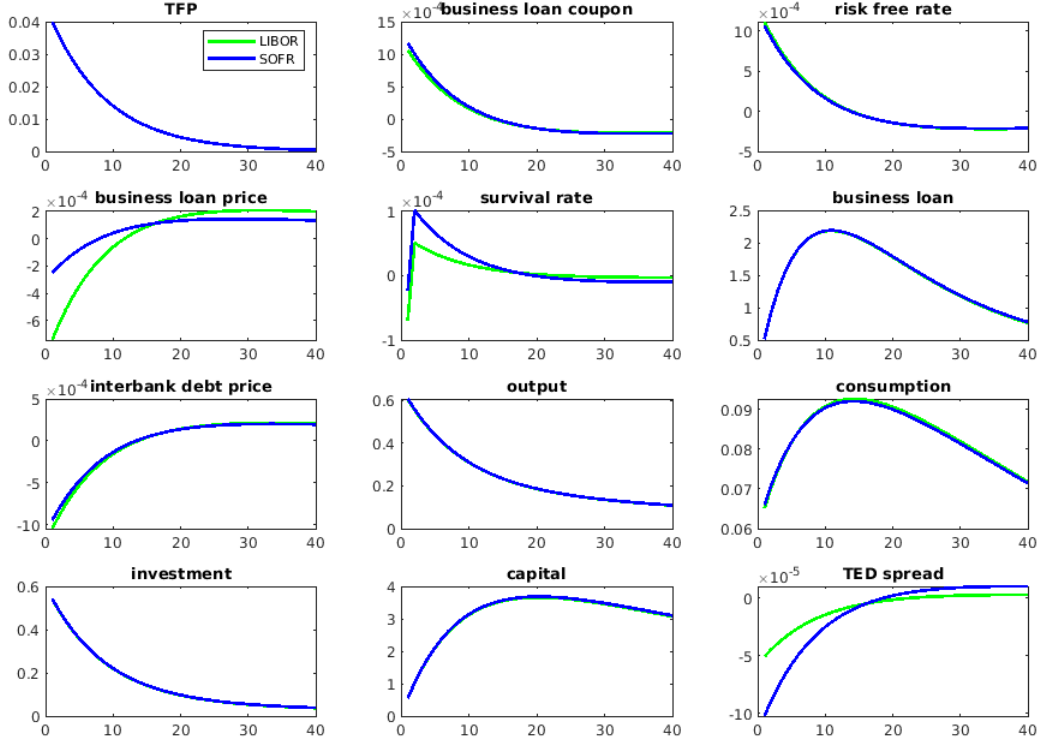 TFP
0.04
0.03
0.02
0.01
0
0 10 20 30 40
LIBOR
SOFR
×10⁻⁴ business loan coupon
15
10
5
0
-5
0 10 20 30 40
×10⁻⁴ risk free rate
10
5
0
-5
0 10 20 30 40
×10⁻⁴ business loan price
2
0
-2
-4
-6
0 10 20 30 40
×10⁻⁴ survival rate
1
0
-1
0 10 20 30 40
business loan
2.5
2
1.5
1
0.5
0 10 20 30 40
×10⁻⁴ interbank debt price
5
0
-5
-10
0 10 20 30 40
output
0.6
0.4
0.2
0
0 10 20 30 40
consumption
0.09
0.08
0.07
0.06
0 10 20 30 40
investment
0.6
0.4
0.2
0
0 10 20 30 40
capital
4
3
2
1
0
0 10 20 30 40
×10⁻⁵ TED spread
0
-5
-10
0 10 20 30 40